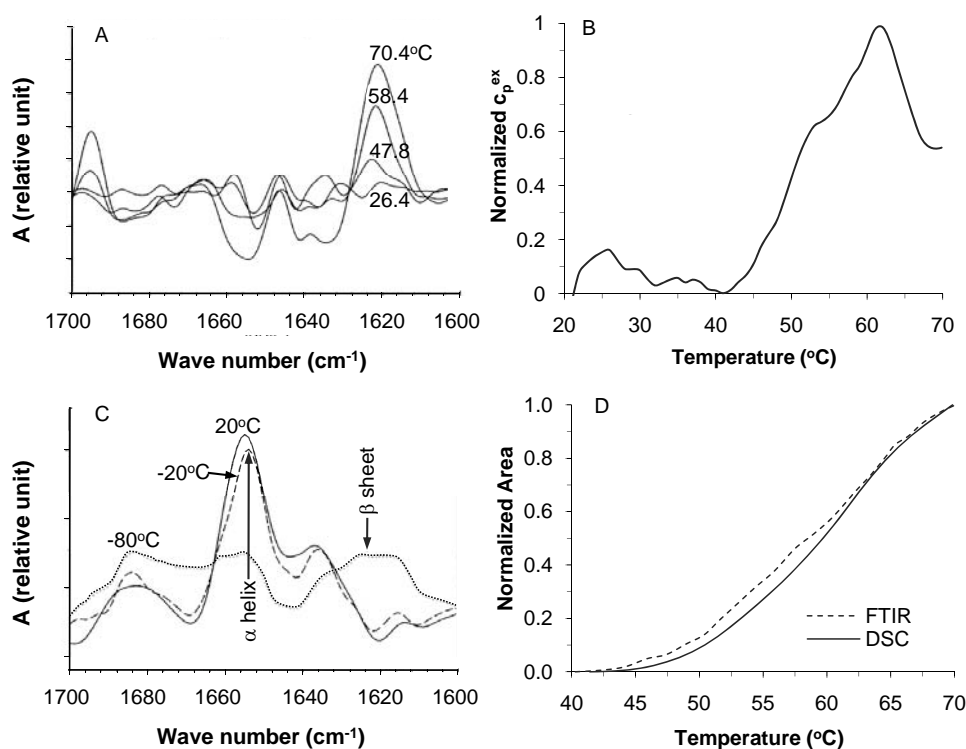 A
A (relative unit)
70.4°C
58.4
47.8
26.4
1700 1680 1660 1640 1620 1600
Wave number (cm⁻¹)
B
Normalized cₚᵉˣ
1
0.8
0.6
0.4
0.2
0
20 30 40 50 60 70
Temperature (°C)
C
A (relative unit)
20°C
-20°C
-80°C
α helix
β sheet
1700 1680 1660 1640 1620 1600
Wave number (cm⁻¹)
D
Normalized Area
1.0
0.8
0.6
0.4
0.2
0.0
FTIR
DSC
40 45 50 55 60 65 70
Temperature (°C)